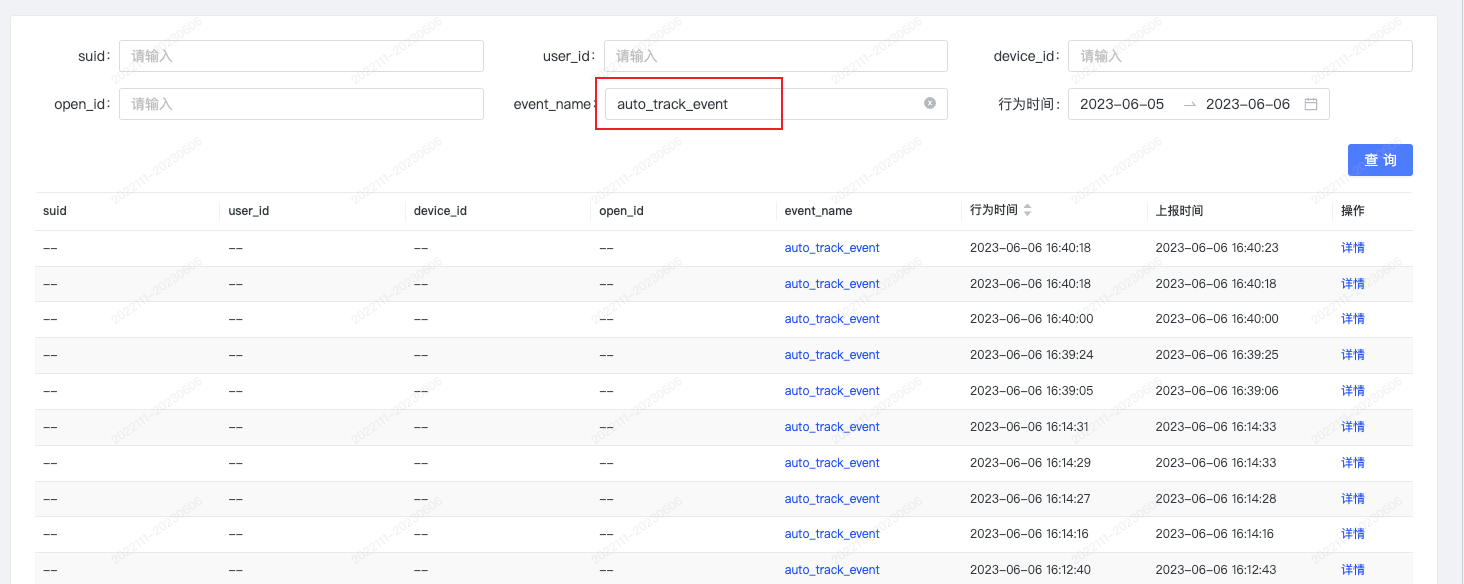 suid: 请输入 user_id: 请输入 device_id: 请输入
open_id: 请输入 event_name: auto_track_event 行为时间: 2023-06-05 → 2023-06-06
查 询
suid user_id device_id open_id event_name 行为时间 上报时间 操作
-- -- -- -- auto_track_event 2023-06-06 16:40:18 2023-06-06 16:40:23 详情
-- -- -- -- auto_track_event 2023-06-06 16:40:18 2023-06-06 16:40:18 详情
-- -- -- -- auto_track_event 2023-06-06 16:40:00 2023-06-06 16:40:00 详情
-- -- -- -- auto_track_event 2023-06-06 16:39:24 2023-06-06 16:39:25 详情
-- -- -- -- auto_track_event 2023-06-06 16:39:05 2023-06-06 16:39:06 详情
-- -- -- -- auto_track_event 2023-06-06 16:14:31 2023-06-06 16:14:33 详情
-- -- -- -- auto_track_event 2023-06-06 16:14:29 2023-06-06 16:14:33 详情
-- -- -- -- auto_track_event 2023-06-06 16:14:27 2023-06-06 16:14:28 详情
-- -- -- -- auto_track_event 2023-06-06 16:14:16 2023-06-06 16:14:16 详情
-- -- -- -- auto_track_event 2023-06-06 16:12:40 2023-06-06 16:12:43 详情